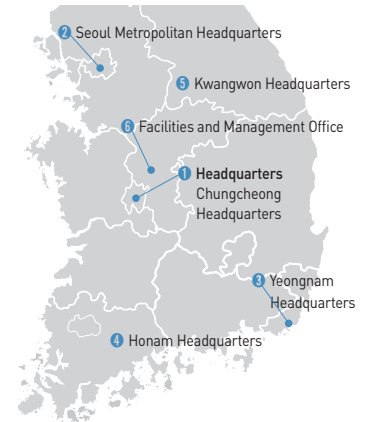 2 Seoul Metropolitan Headquarters
5 Kwangwon Headquarters
6 Facilities and Management Office
1 Headquarters
Chungcheong
Headquarters
3 Yeongnam
Headquarters
4 Honam Headquarters